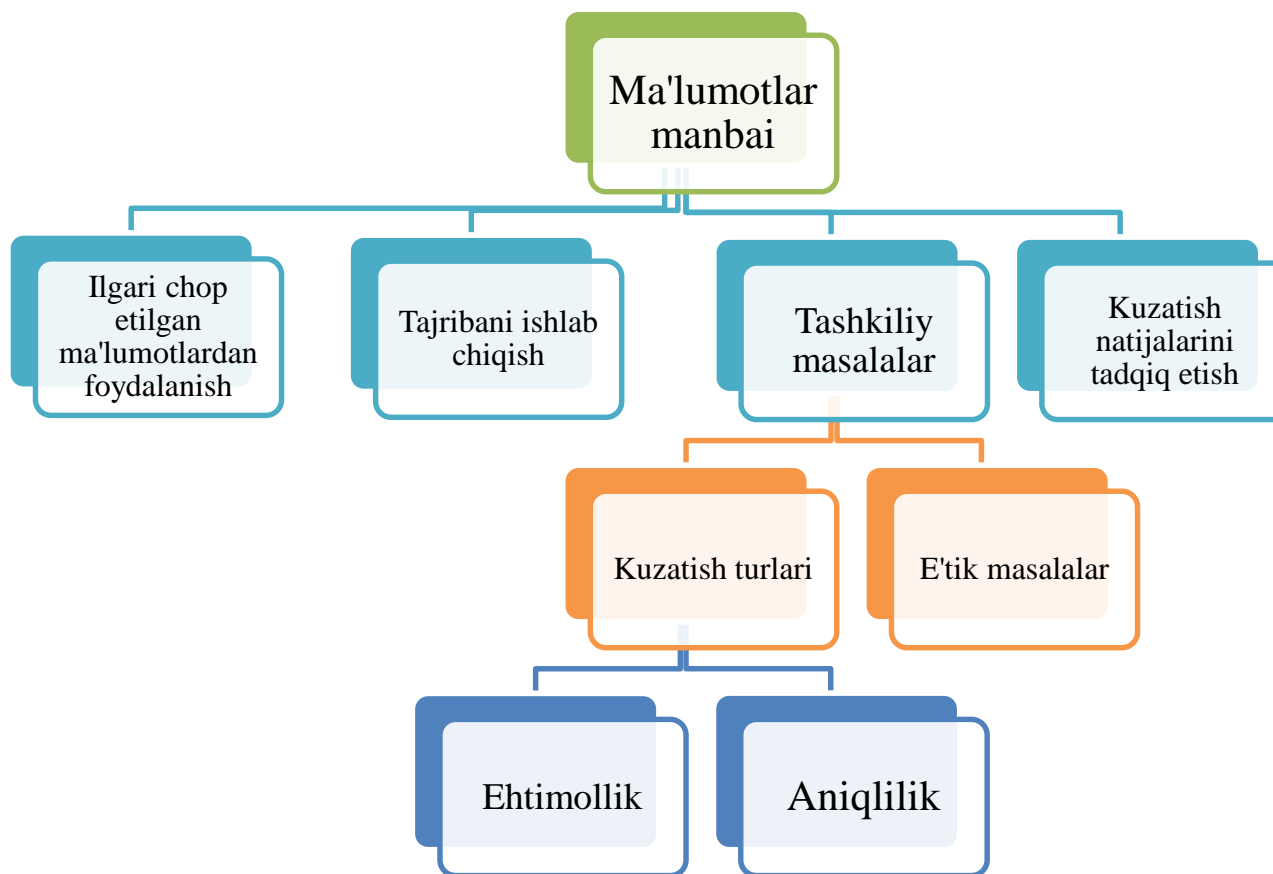 Ma'lumotlar
manbai
Ilgari chop
etilgan
ma'lumotlardan
foydalanish
Tajribani ishlab
chiqish
Tashkiliy
masalalar
Kuzatish
natijalarini
tadqiq etish
Kuzatish turlari
E'tik masalalar
Ehtimollik
Aniqlilik